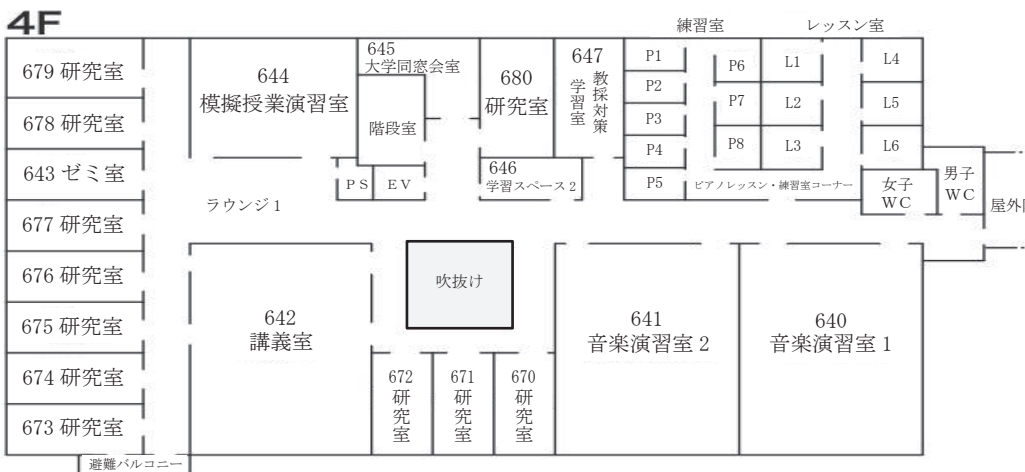 4F
練習室
レッスン室
679 研究室
678 研究室
643 ゼミ室
677 研究室
676 研究室
675 研究室
674 研究室
673 研究室
避難バルコニー
644
模擬授業演習室
645
大学同窓会室
階段室
PS
EV
ラウンジ 1
680
研究室
646
学習スペース 2
647
教採対策
学習室
P1
P2
P3
P4
P5
P6
P7
P8
L1
L2
L3
L4
L5
L6
ピアノレッスン・練習室コーナー
女子
WC
男子
WC
屋外
吹抜け
642
講義室
672
研究室
671
研究室
670
研究室
641
音楽演習室 2
640
音楽演習室 1